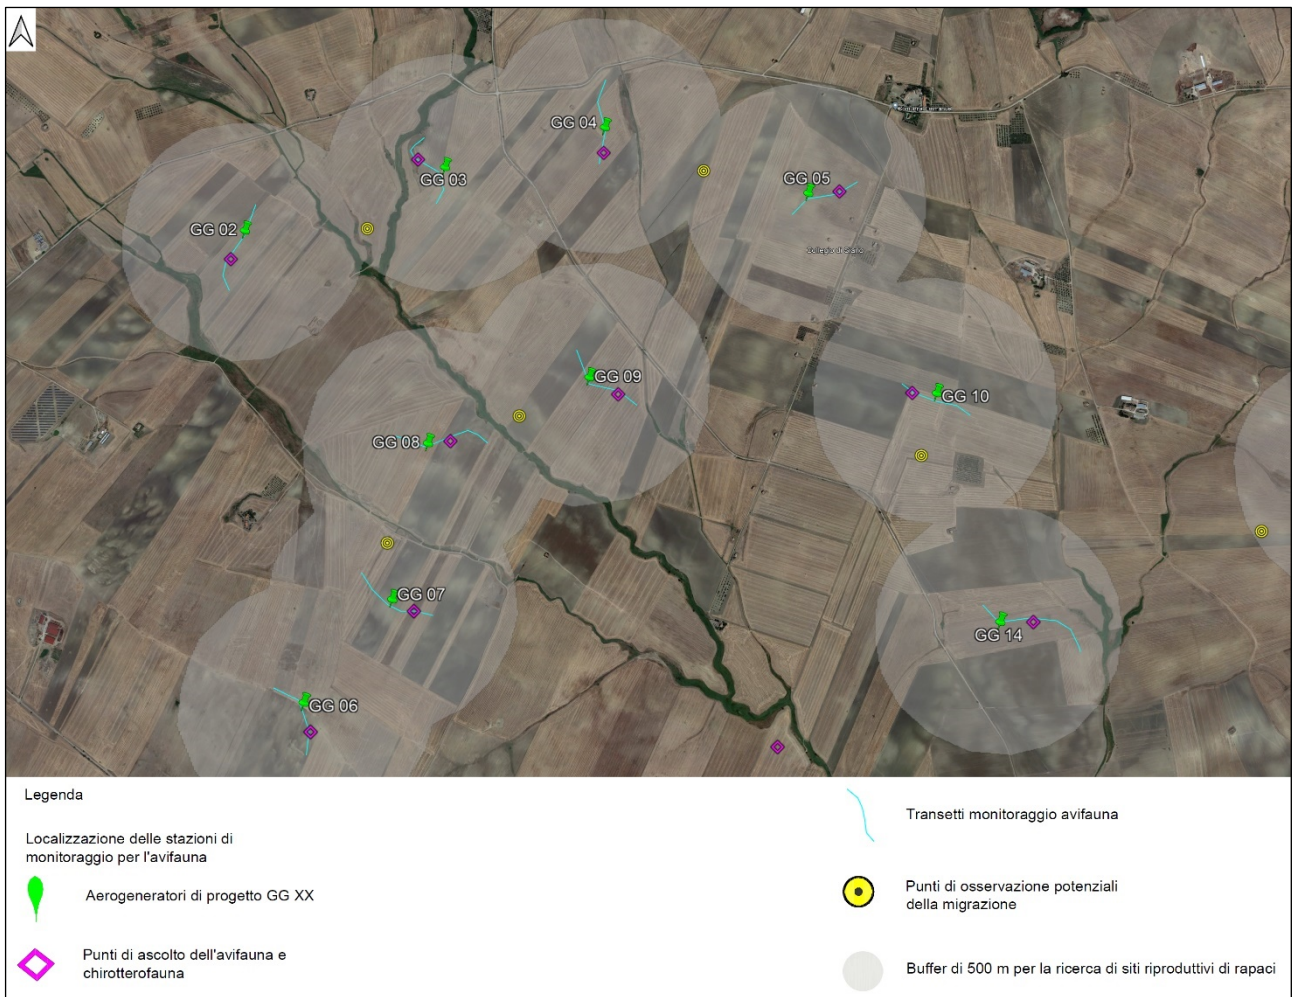 GG 04
GG 03
GG 05
GG 02
GG 09
GG 10
GG 08
GG 07
GG 14
GG 06
Legenda
Localizzazione delle stazioni di
monitoraggio per l'avifauna
Aerogeneratori di progetto GG XX
Punti di ascolto dell'avifauna e
chirotterofauna
Transetti monitoraggio avifauna
Punti di osservazione potenziali
della migrazione
Buffer di 500 m per la ricerca di siti riproduttivi di rapaci